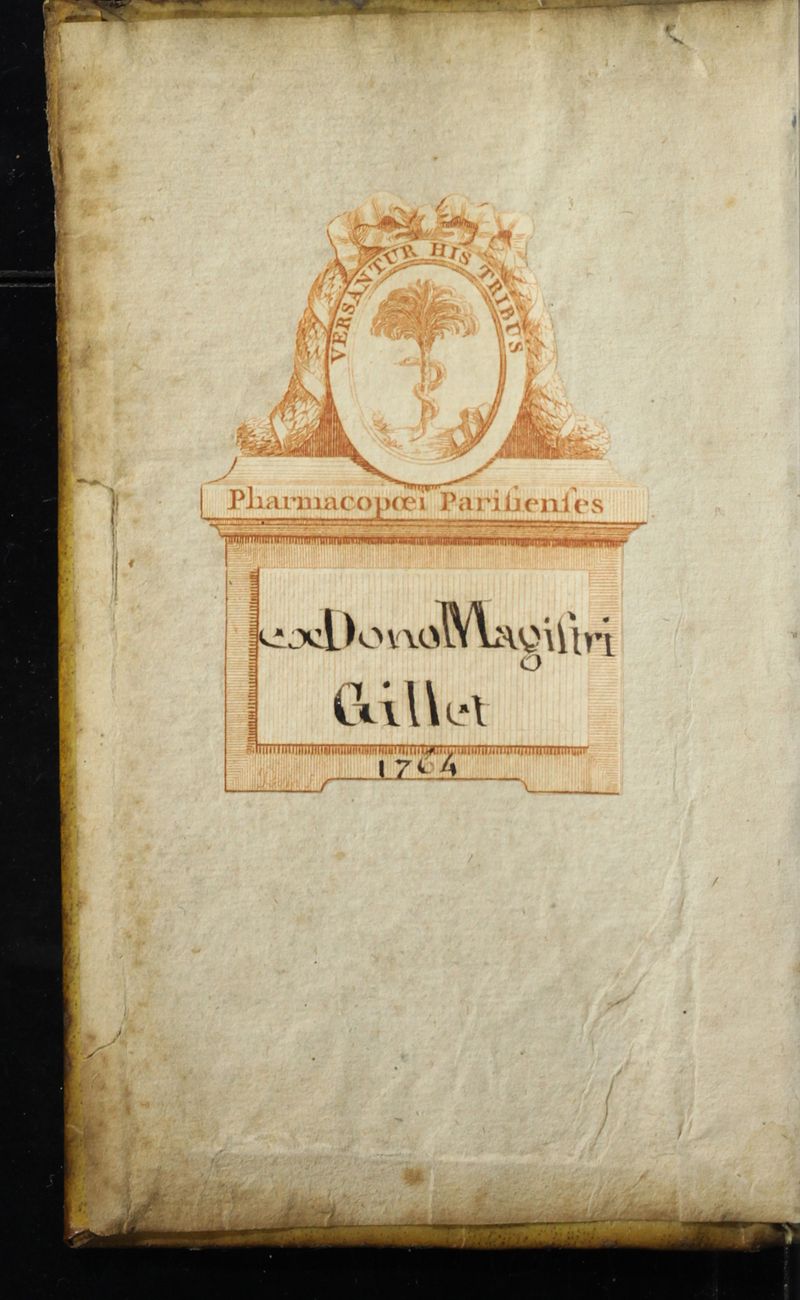 VERSANTUR HIS TRIBUS
Pharmacopœi Pariſienſes
ex Dono Magiſtri
Gillet
1764